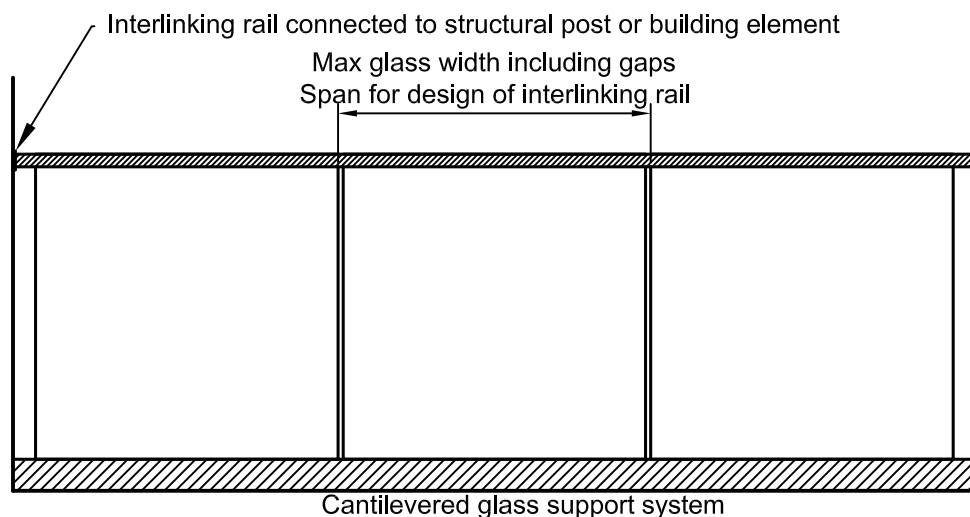 Interlinking rail connected to structural post or building element
Max glass width including gaps
Span for design of interlinking rail
Cantilevered glass support system